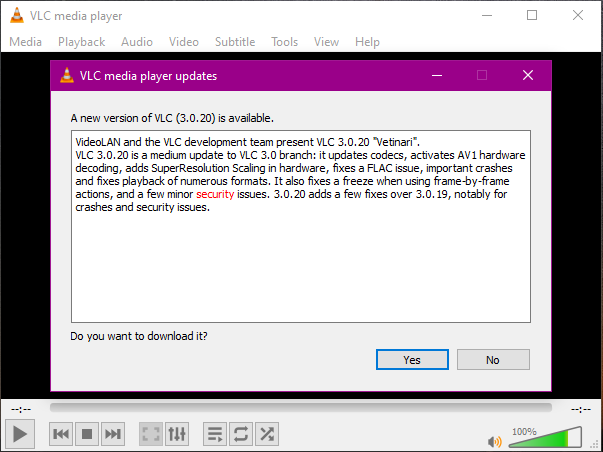 VLC media player
Media Playback Audio Video Subtitle Tools View Help
VLC media player updates
A new version of VLC (3.0.20) is available.
VideoLAN and the VLC development team present VLC 3.0.20 "Vetinari".
VLC 3.0.20 is a medium update to VLC 3.0 branch: it updates codecs, activates AV1 hardware
decoding, adds SuperResolution Scaling in hardware, fixes a FLAC issue, important crashes
and fixes playback of numerous formats. It also fixes a freeze when using frame-by-frame
actions, and a few minor security issues. 3.0.20 adds a few fixes over 3.0.19, notably for
crashes and security issues.
Do you want to download it?
Yes No
--:-- --:--
100%